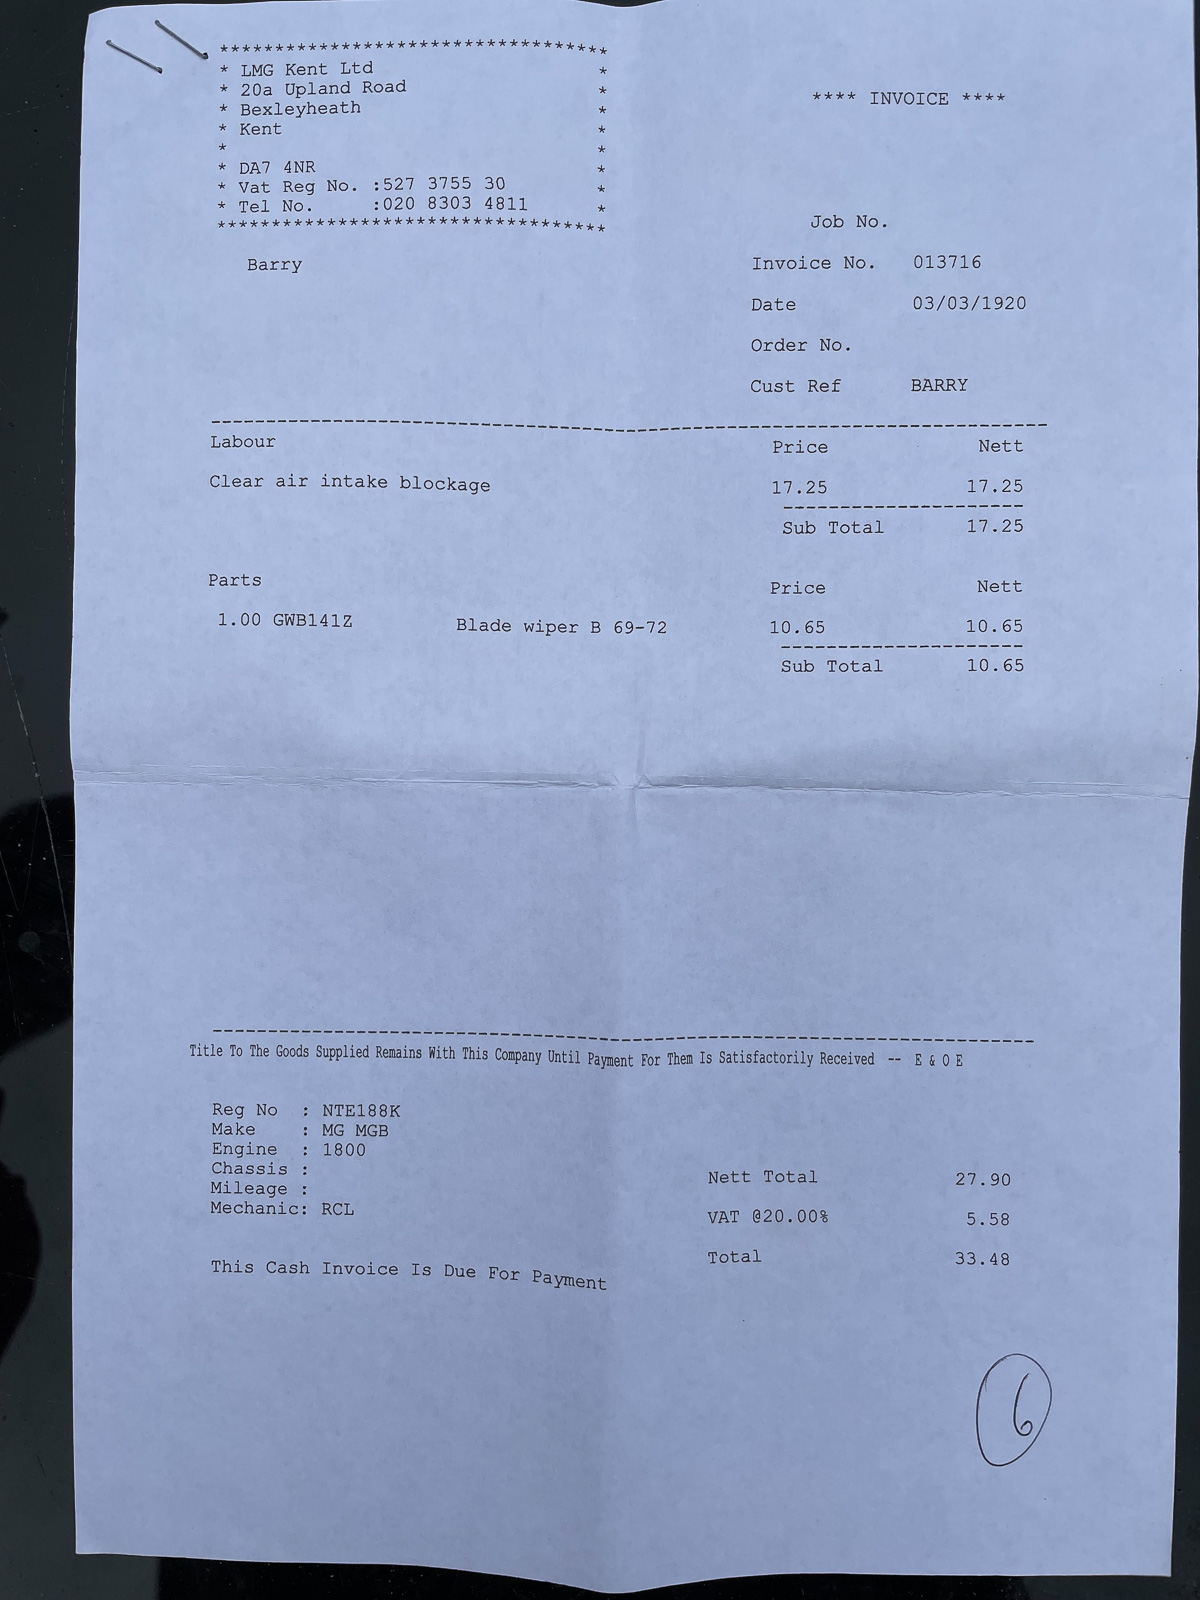 ***********************************
* LMG Kent Ltd *
* 20a Upland Road *
* Bexleyheath *
* Kent *
* *
* DA7 4NR *
* Vat Reg No. :527 3755 30 *
* Tel No. :020 8303 4811 *
***********************************
**** INVOICE ****
Job No.
Barry
Invoice No. 013716
Date 03/03/1920
Order No.
Cust Ref BARRY
Labour Price Nett
Clear air intake blockage 17.25 17.25
Sub Total 17.25
Parts Price Nett
1.00 GWB141Z Blade wiper B 69-72 10.65 10.65
Sub Total 10.65
Title To The Goods Supplied Remains With This Company Until Payment For Them Is Satisfactorily Received -- E & O E
Reg No : NTE188K
Make : MG MGB
Engine : 1800
Chassis :
Mileage :
Mechanic: RCL
Nett Total 27.90
VAT @20.00% 5.58
Total 33.48
This Cash Invoice Is Due For Payment
6